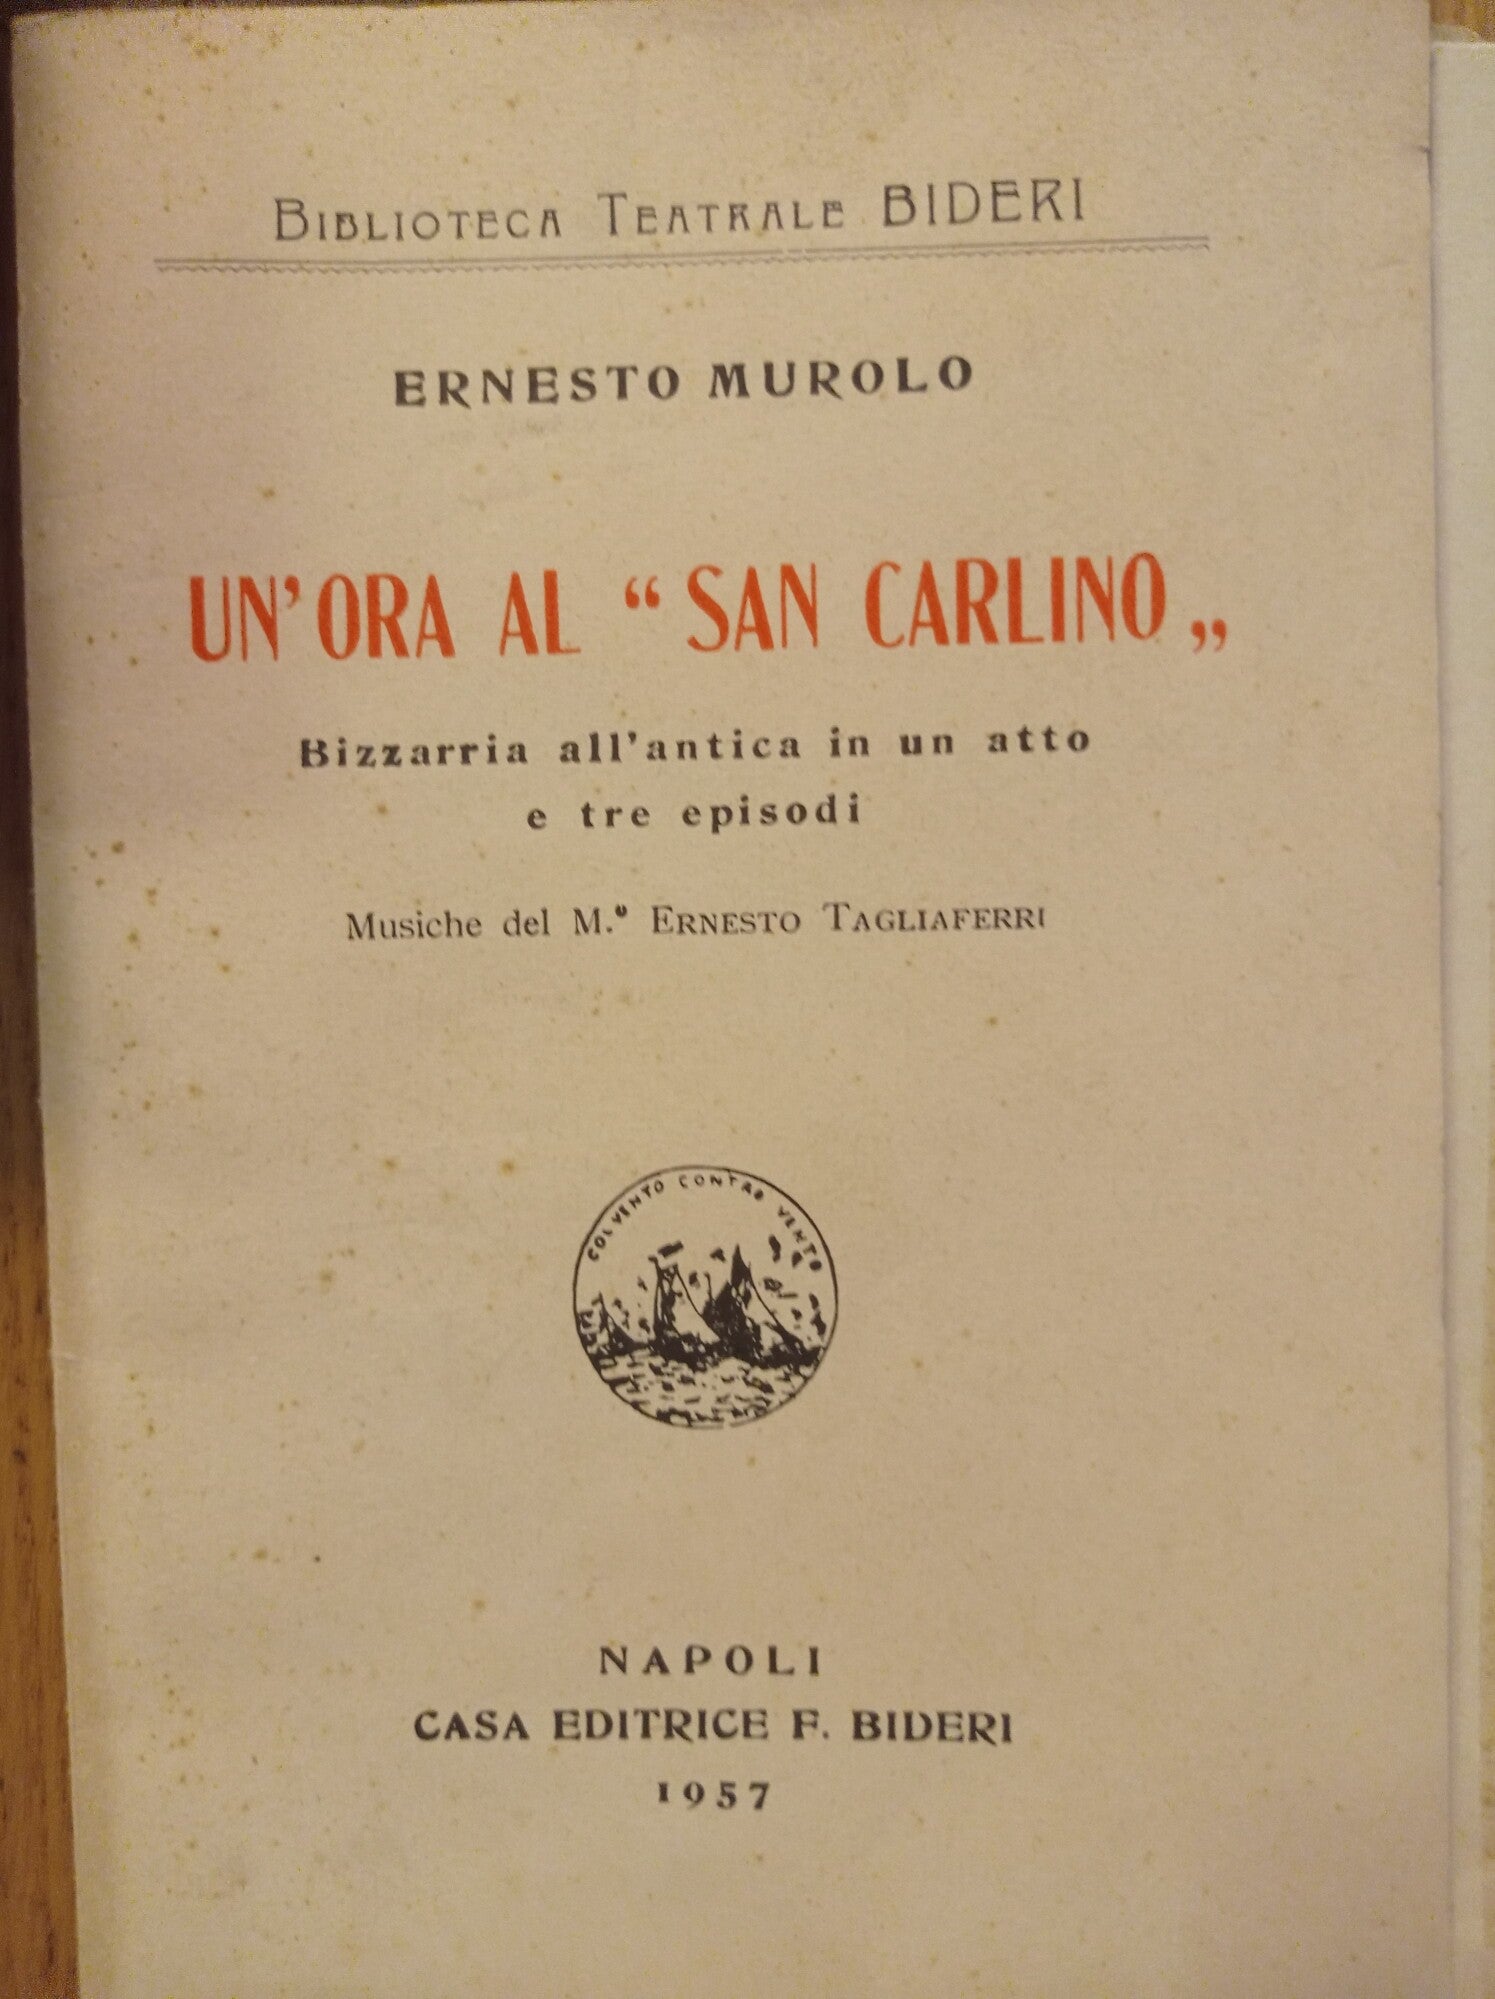 BIBLIOTECA TEATRALE BIDERI
ERNESTO MUROLO
UN'ORA AL “ SAN CARLINO „
Bizzarria all'antica in un atto
e tre episodi
Musiche del M.º ERNESTO TAGLIAFERRI
COL VENTO CONTRO VENTO
NAPOLI
CASA EDITRICE F. BIDERI
1957